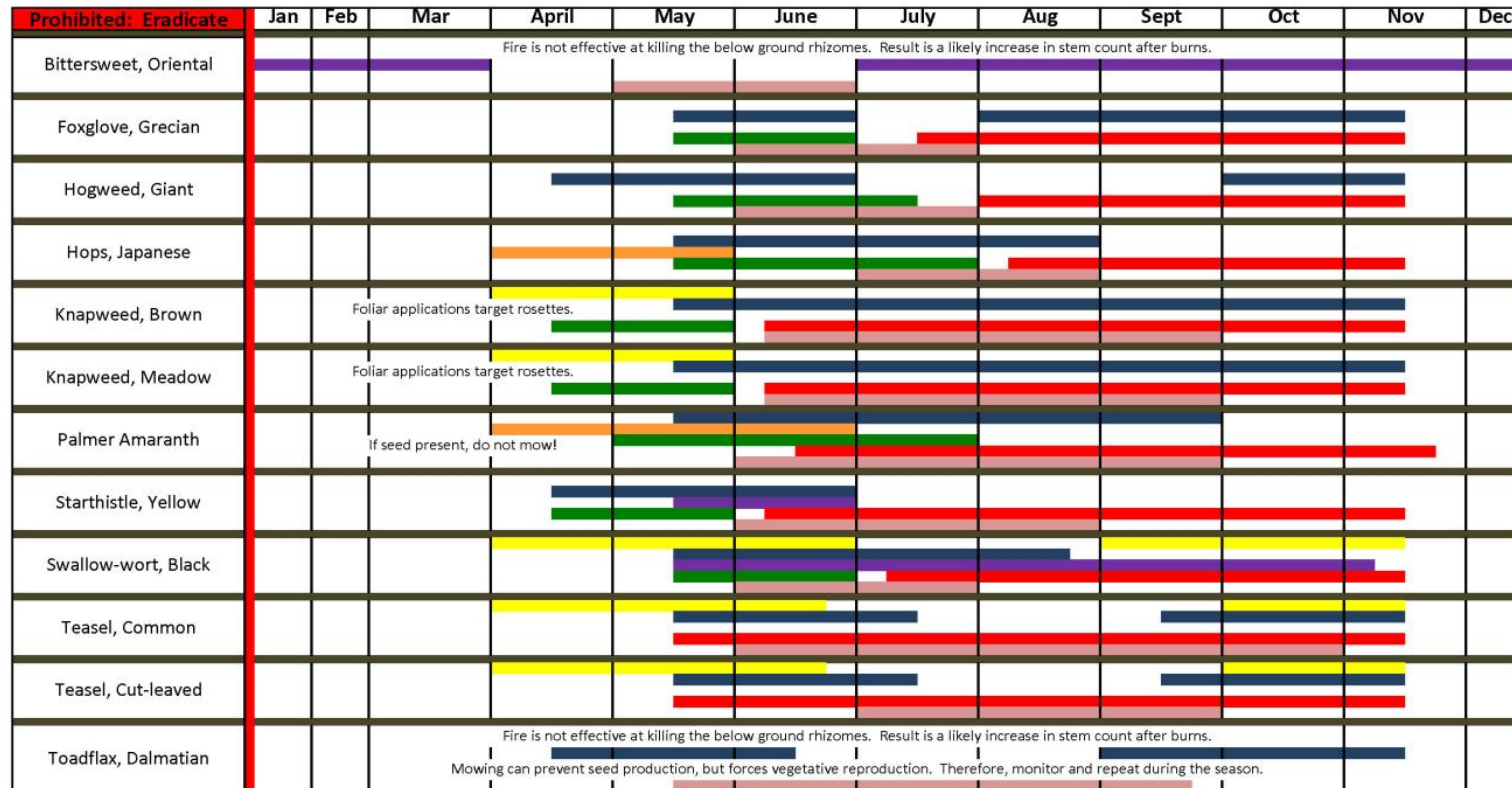 Prohibited: Eradicate Jan Feb Mar April May June July Aug Sept Oct Nov Dec
Fire is not effective at killing the below ground rhizomes. Result is a likely increase in stem count after burns.
Bittersweet, Oriental
Foxglove, Grecian
Hogweed, Giant
Hops, Japanese
Knapweed, Brown
Foliar applications target rosettes.
Knapweed, Meadow
Foliar applications target rosettes.
Palmer Amaranth
If seed present, do not mow!
Starthistle, Yellow
Swallow-wort, Black
Teasel, Common
Teasel, Cut-leaved
Fire is not effective at killing the below ground rhizomes. Result is a likely increase in stem count after burns.
Toadflax, Dalmatian
Mowing can prevent seed production, but forces vegetative reproduction. Therefore, monitor and repeat during the season.